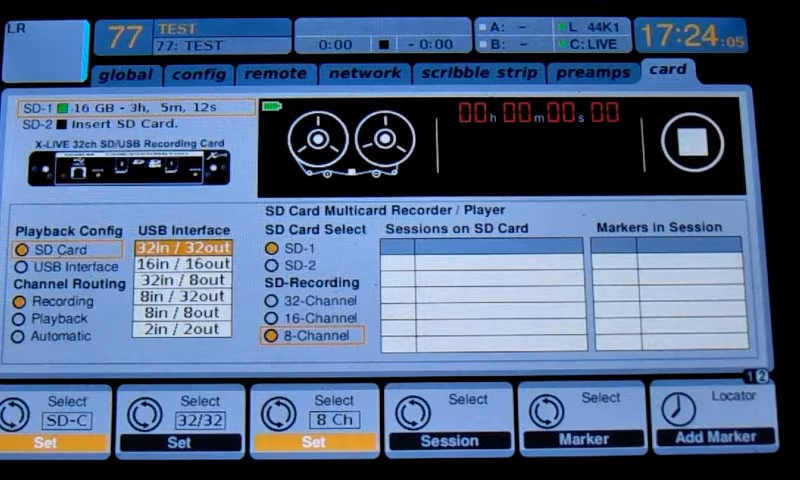 LR
77
TEST
77: TEST
0:00
- 0:00
A: -
B: -
L 44K1
C: LIVE
17:24:05
global
config
remote
network
scribble strip
preamps
card
SD-1 16 GB - 3h, 5m, 12s
SD-2 Insert SD Card.
X-LIVE 32ch SD/USB Recording Card
00h 00m 00s 00
SD Card Multicard Recorder / Player
Playback Config
SD Card
USB Interface
Channel Routing
Recording
Playback
Automatic
USB Interface
32in / 32out
16in / 16out
32in / 8out
8in / 32out
8in / 8out
2in / 2out
SD Card Select
SD-1
SD-2
SD-Recording
32-Channel
16-Channel
8-Channel
Sessions on SD Card
Markers in Session
1 2
Select
SD-C
Set
Select
32/32
Set
Select
8 Ch
Set
Select
Session
Select
Marker
Locator
Add Marker